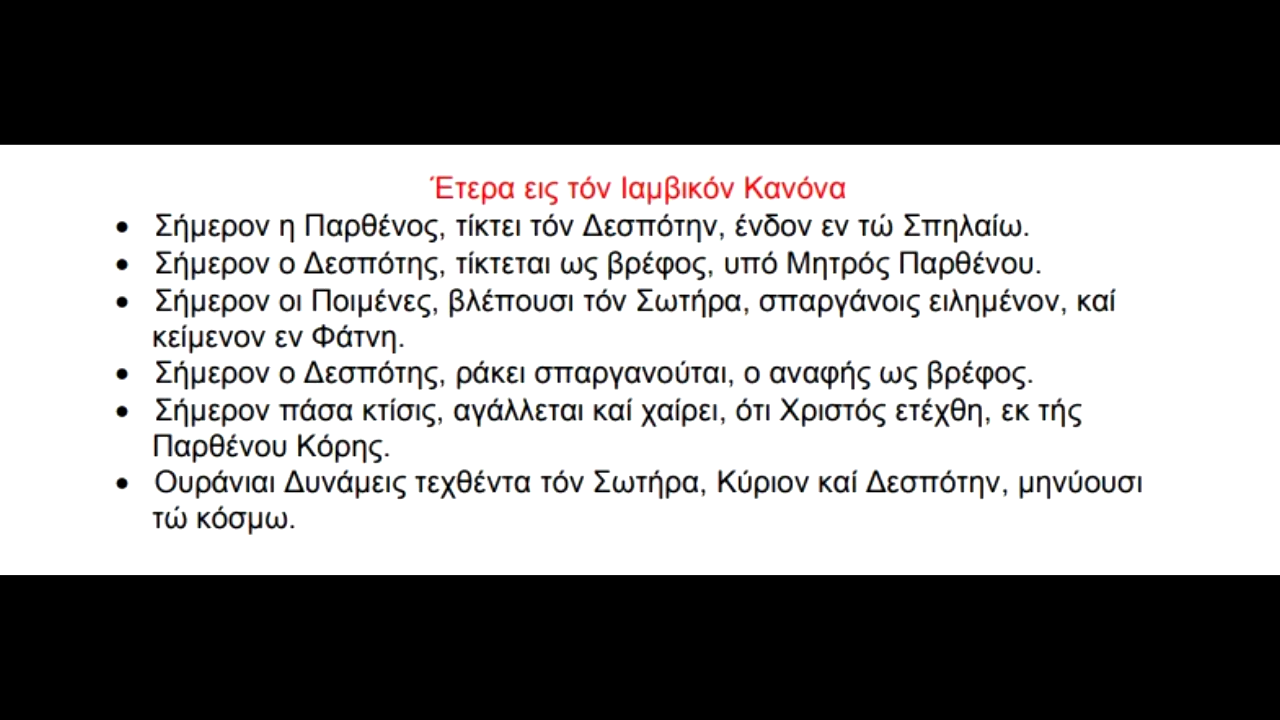 Έτερα εις τόν Ιαμβικόν Κανόνα
• Σήμερον η Παρθένος, τίκτει τόν Δεσπότην, ένδον εν τώ Σπηλαίω.
• Σήμερον ο Δεσπότης, τίκτεται ως βρέφος, υπό Μητρός Παρθένου.
• Σήμερον οι Ποιμένες, βλέπουσι τόν Σωτήρα, σπαργάνοις ειλημένον, καί
κείμενον εν Φάτνη.
• Σήμερον ο Δεσπότης, ράκει σπαργανούται, ο αναφής ως βρέφος.
• Σήμερον πάσα κτίσις, αγάλλεται καί χαίρει, ότι Χριστός ετέχθη, εκ τής
Παρθένου Κόρης.
• Ουράνιαι Δυνάμεις τεχθέντα τόν Σωτήρα, Κύριον καί Δεσπότην, μηνύουσι
τώ κόσμω.